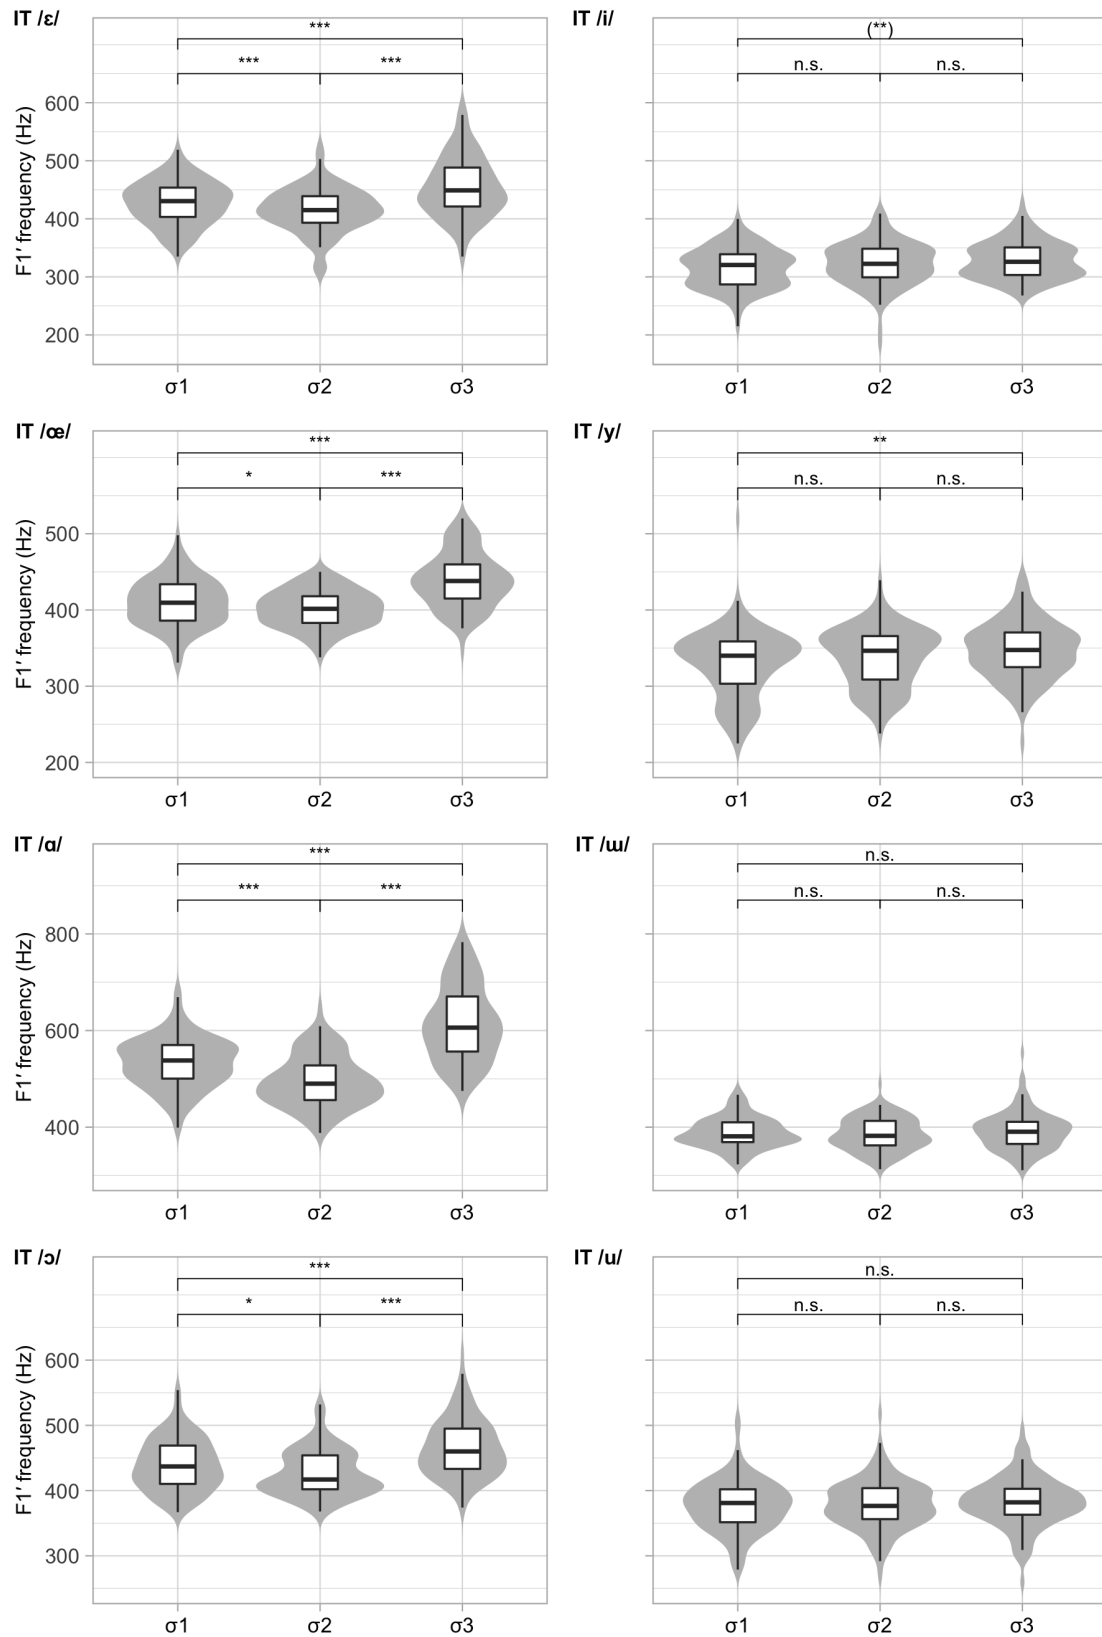 IT /ɛ/
***
***
***
F1′ frequency (Hz)
600
500
400
300
200
σ1
σ2
σ3
IT /i/
(**)
n.s.
n.s.
σ1
σ2
σ3
IT /œ/
***
*
***
F1′ frequency (Hz)
500
400
300
200
σ1
σ2
σ3
IT /y/
**
n.s.
n.s.
σ1
σ2
σ3
IT /ɑ/
***
***
***
F1′ frequency (Hz)
800
600
400
σ1
σ2
σ3
IT /ɯ/
n.s.
n.s.
n.s.
σ1
σ2
σ3
IT /ɔ/
***
*
***
F1′ frequency (Hz)
600
500
400
300
σ1
σ2
σ3
IT /u/
n.s.
n.s.
n.s.
σ1
σ2
σ3